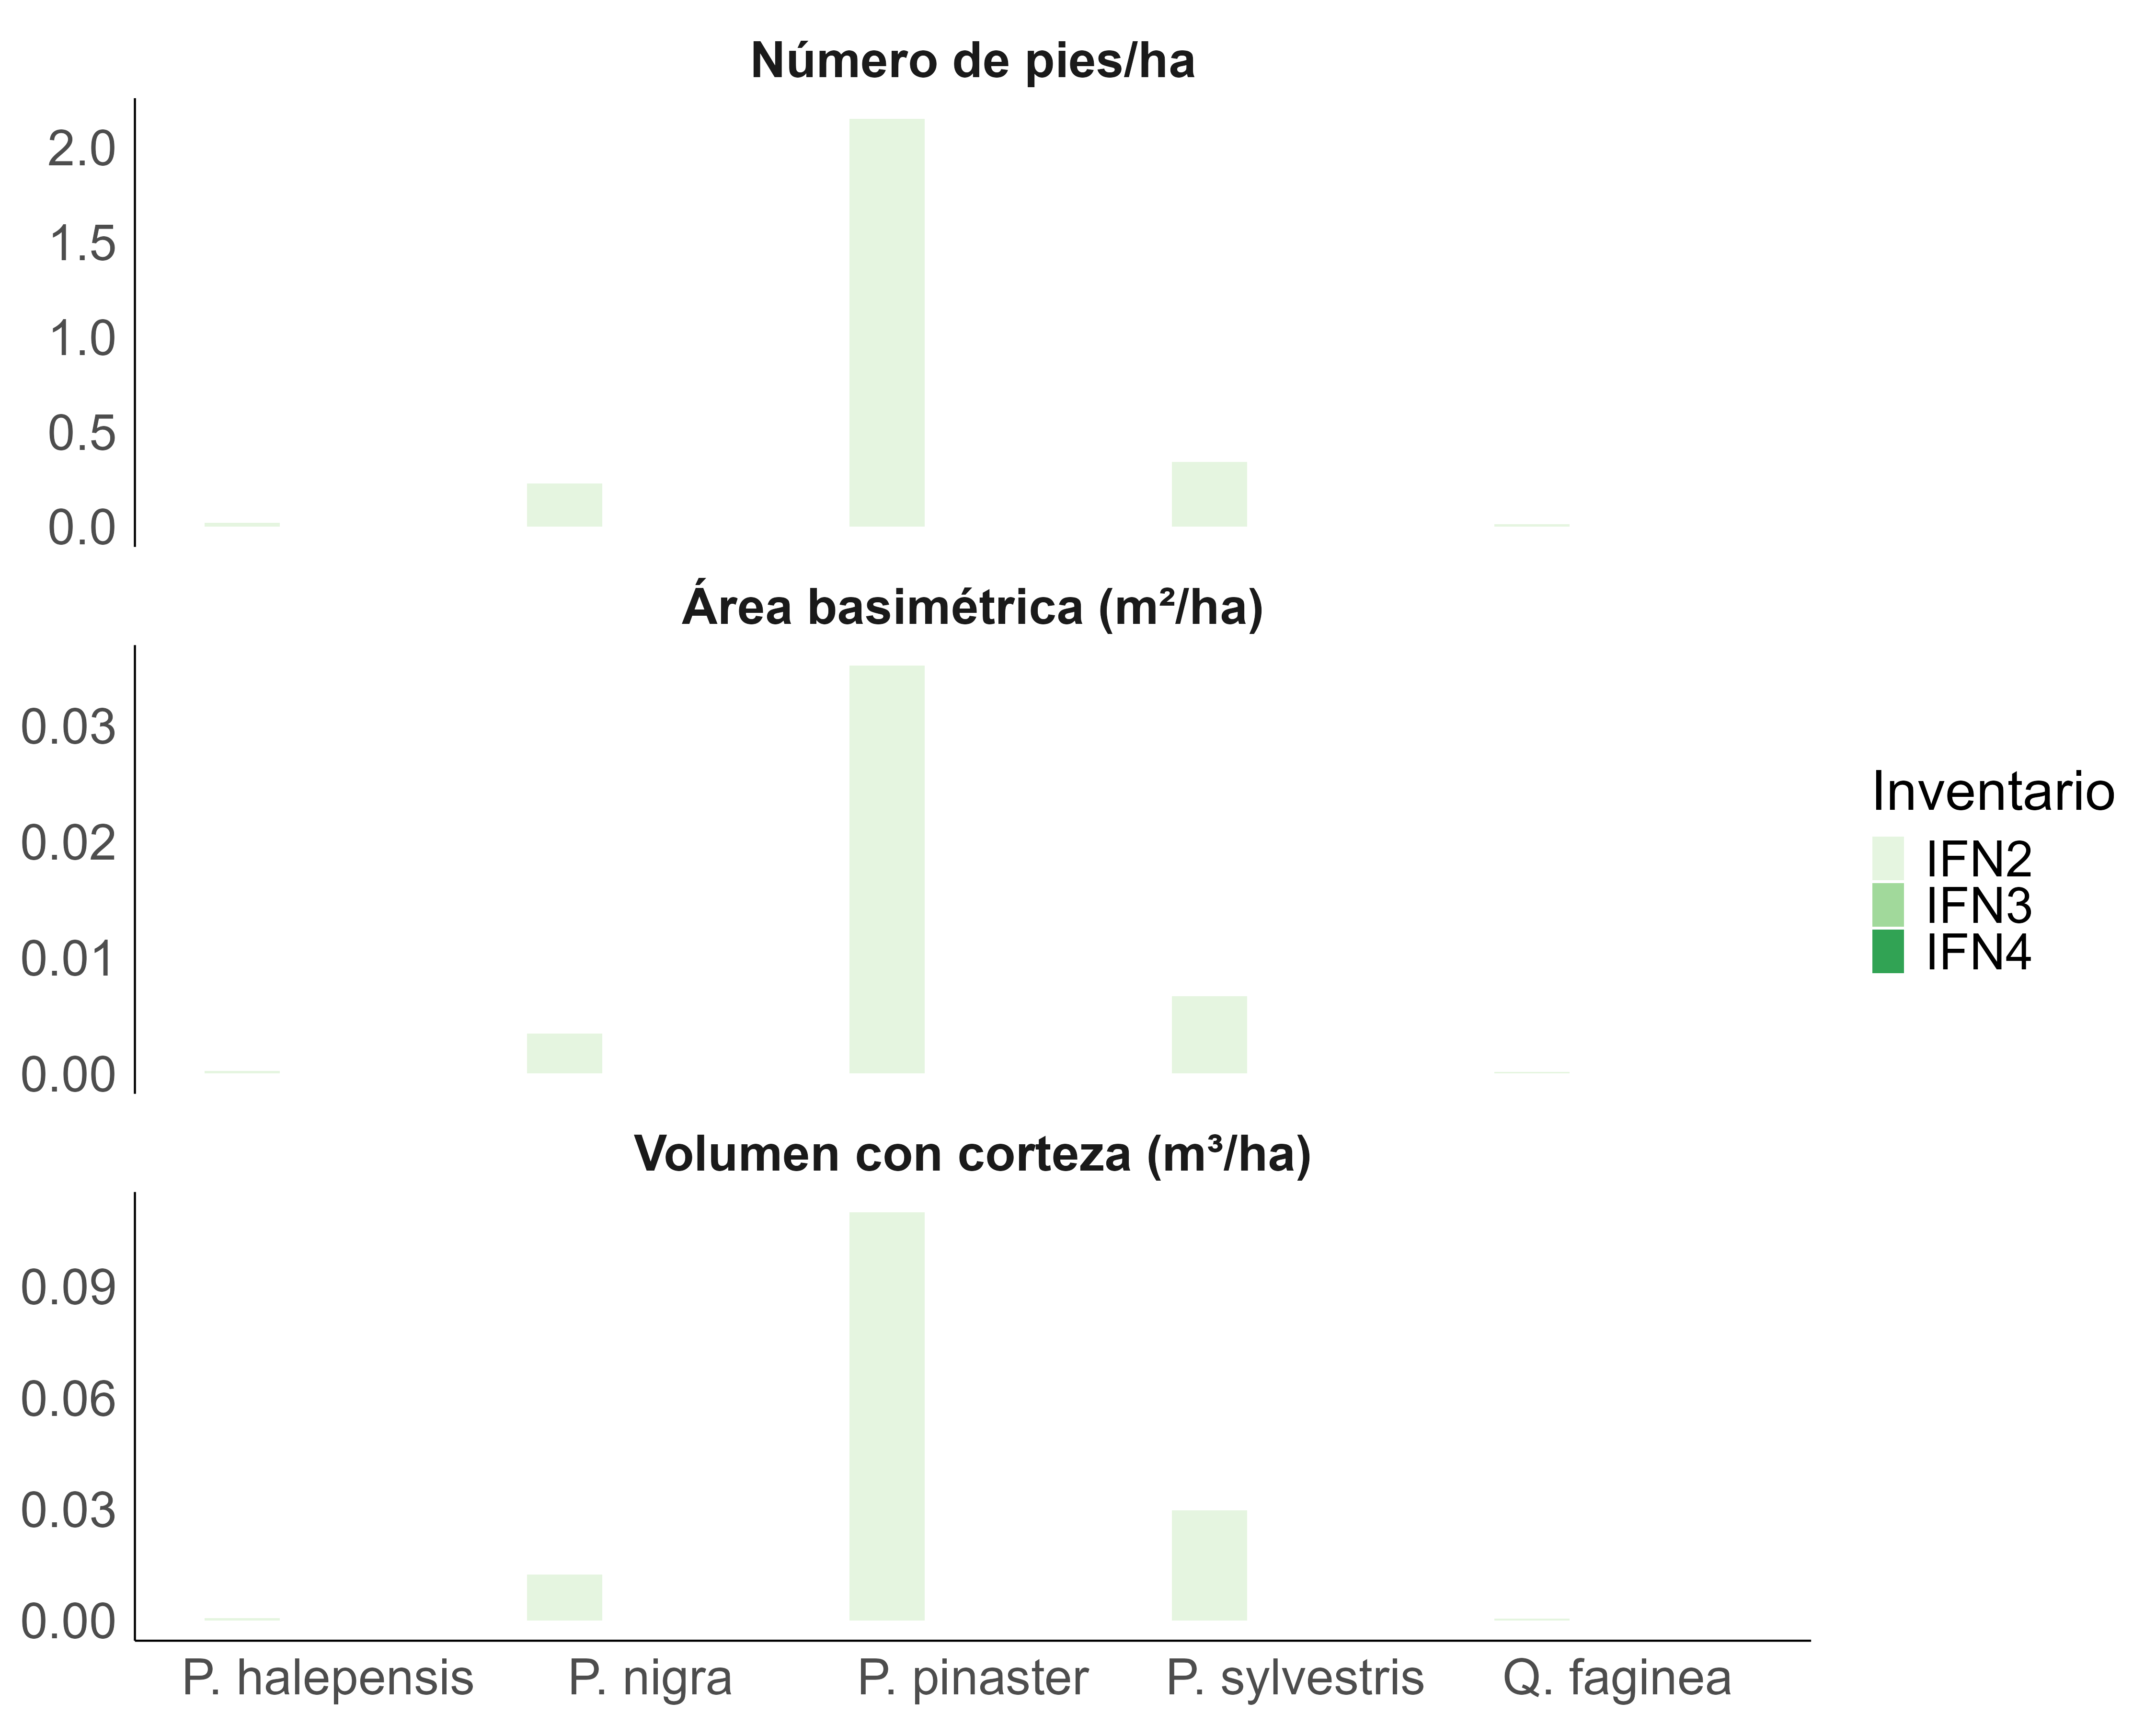 Número de pies/ha
2.0
1.5
1.0
0.5
0.0
Área basimétrica (m²/ha)
0.03
0.02
0.01
0.00
Inventario
IFN2
IFN3
IFN4
Volumen con corteza (m³/ha)
0.09
0.06
0.03
0.00
P. halepensis P. nigra P. pinaster P. sylvestris Q. faginea